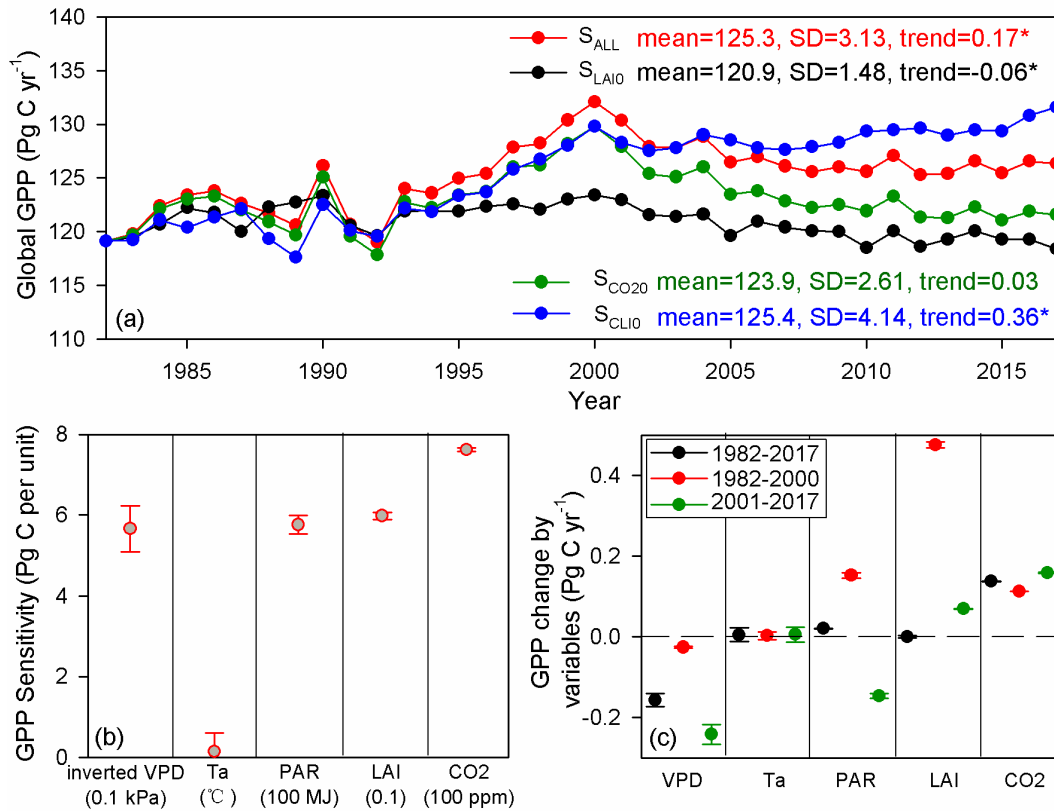 140
135
130
125
120
115
110
Global GPP (Pg C yr-1)
SALL mean=125.3, SD=3.13, trend=0.17*
SLAI0 mean=120.9, SD=1.48, trend=-0.06*
SCO20 mean=123.9, SD=2.61, trend=0.03
SCLI0 mean=125.4, SD=4.14, trend=0.36*
(a)
1985 1990 1995 2000 2005 2010 2015
Year
8
6
4
2
0
GPP Sensitivity (Pg C per unit)
(b)
inverted VPD Ta PAR LAI CO2
(0.1 kPa) (℃) (100 MJ) (0.1) (100 ppm)
0.4
0.2
0.0
-0.2
GPP change by
variables (Pg C yr-1)
1982-2017
1982-2000
2001-2017
(c)
VPD Ta PAR LAI CO2